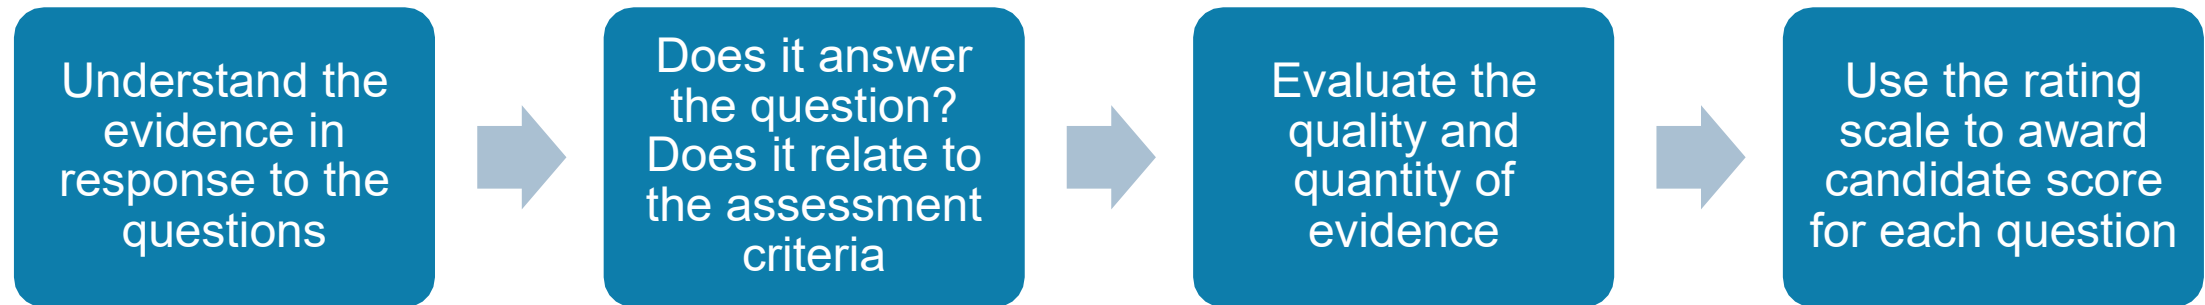 Understand the
evidence in
response to the
questions
Does it answer
the question?
Does it relate to
the assessment
criteria
Evaluate the
quality and
quantity of
evidence
Use the rating
scale to award
candidate score
for each question